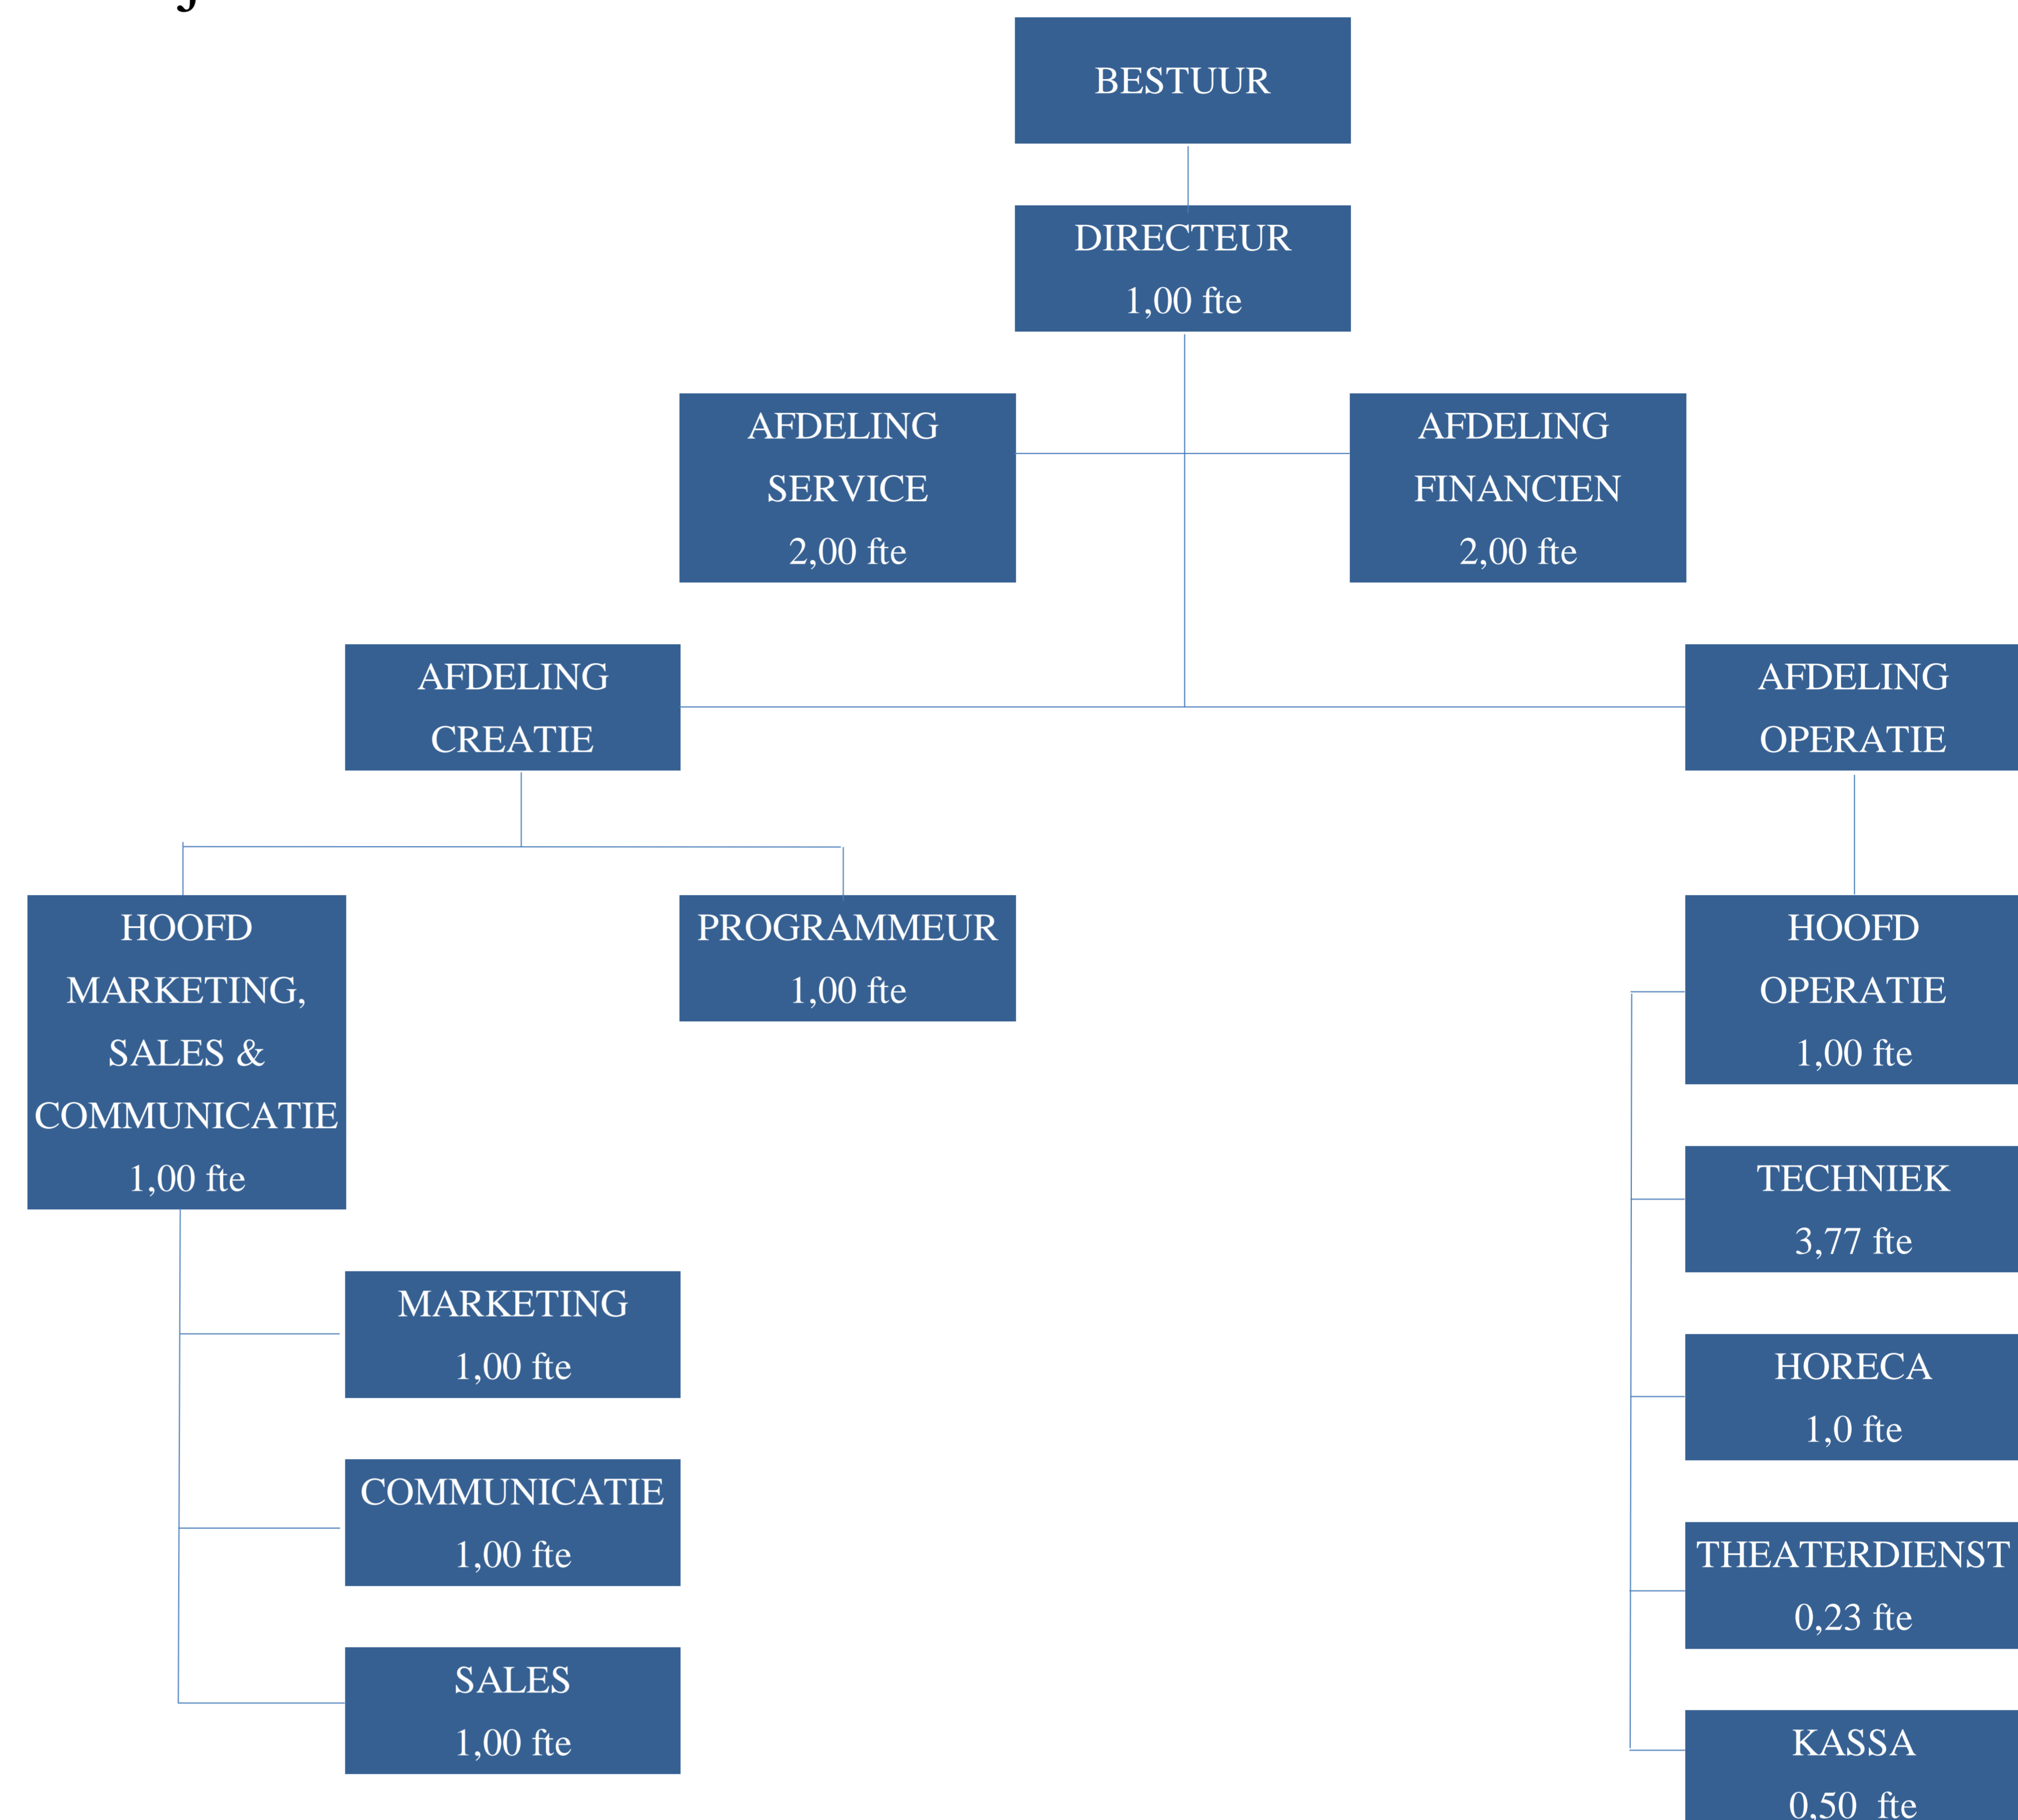 BESTUUR
DIRECTEUR
1,00 fte
AFDELING
SERVICE
2,00 fte
AFDELING
FINANCIEN
2,00 fte
AFDELING
CREATIE
AFDELING
OPERATIE
HOOFD
MARKETING,
SALES &
COMMUNICATIE
1,00 fte
PROGRAMMEUR
1,00 fte
HOOFD
OPERATIE
1,00 fte
MARKETING
1,00 fte
COMMUNICATIE
1,00 fte
SALES
1,00 fte
TECHNIEK
3,77 fte
HORECA
1,0 fte
THEATERDIENST
0,23 fte
KASSA
0,50 fte